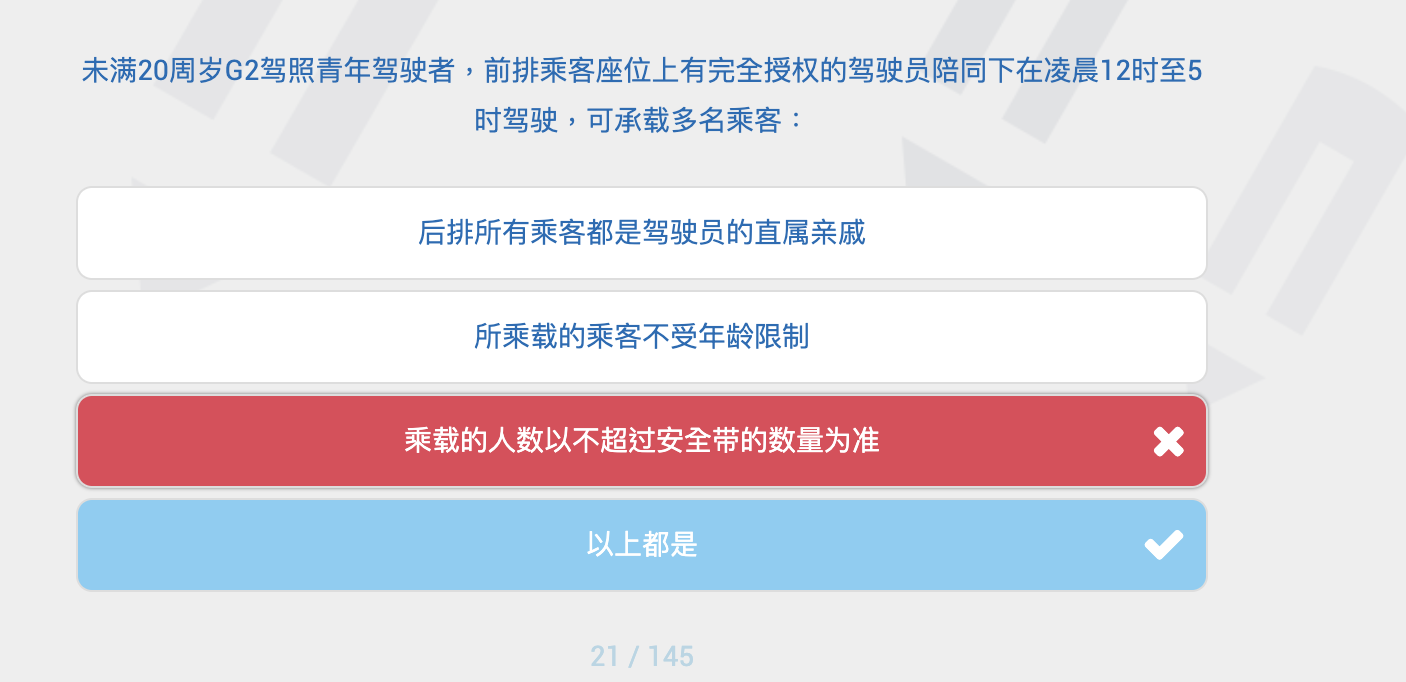 未满20周岁G2驾照青年驾驶者，前排乘客座位上有完全授权的驾驶员陪同下在凌晨12时至5
时驾驶，可承载多名乘客：
后排所有乘客都是驾驶员的直属亲戚
所乘载的乘客不受年龄限制
乘载的人数以不超过安全带的数量为准
以上都是
21 / 145